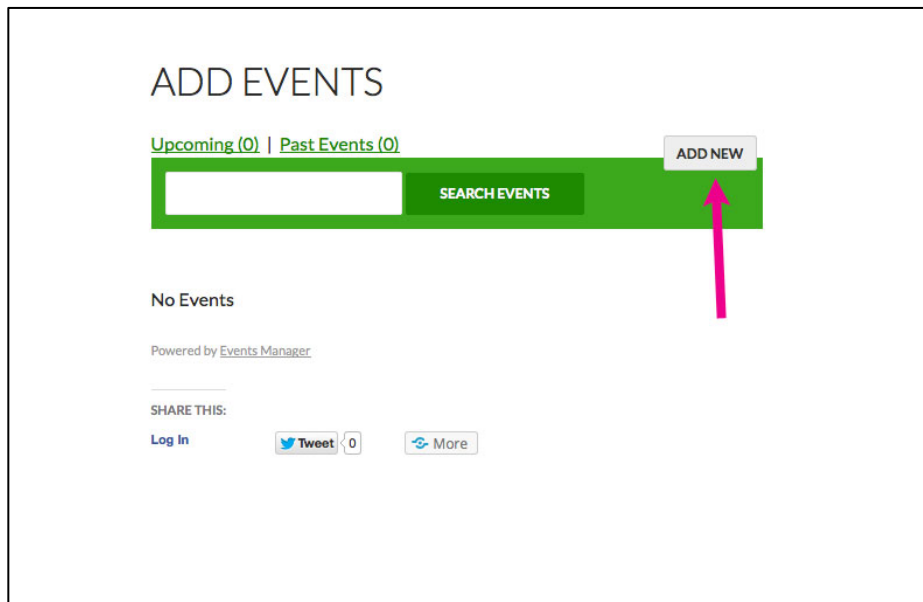 ADD EVENTS
Upcoming (0) | Past Events (0)
ADD NEW
SEARCH EVENTS
No Events
Powered by Events Manager
SHARE THIS:
Log In Tweet 0 More